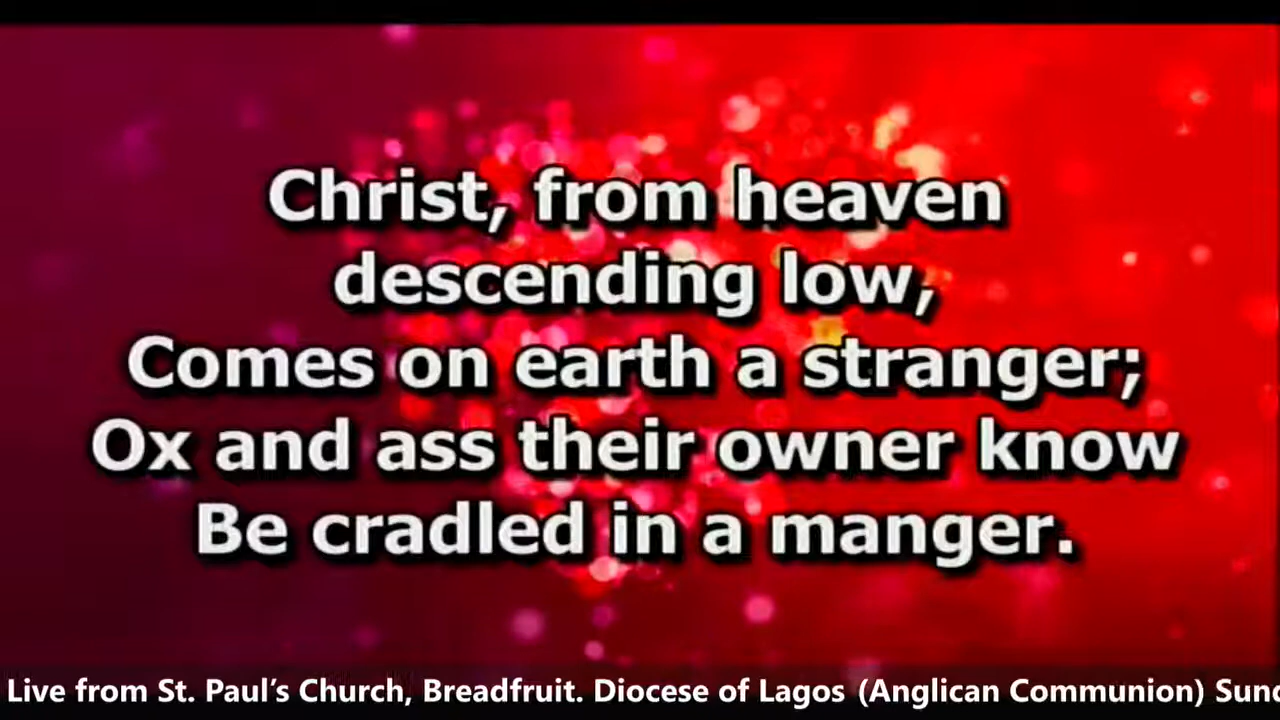 Christ, from heaven
descending low,
Comes on earth a stranger;
Ox and ass their owner know
Be cradled in a manger.
Live from St. Paul’s Church, Breadfruit. Diocese of Lagos (Anglican Communion)